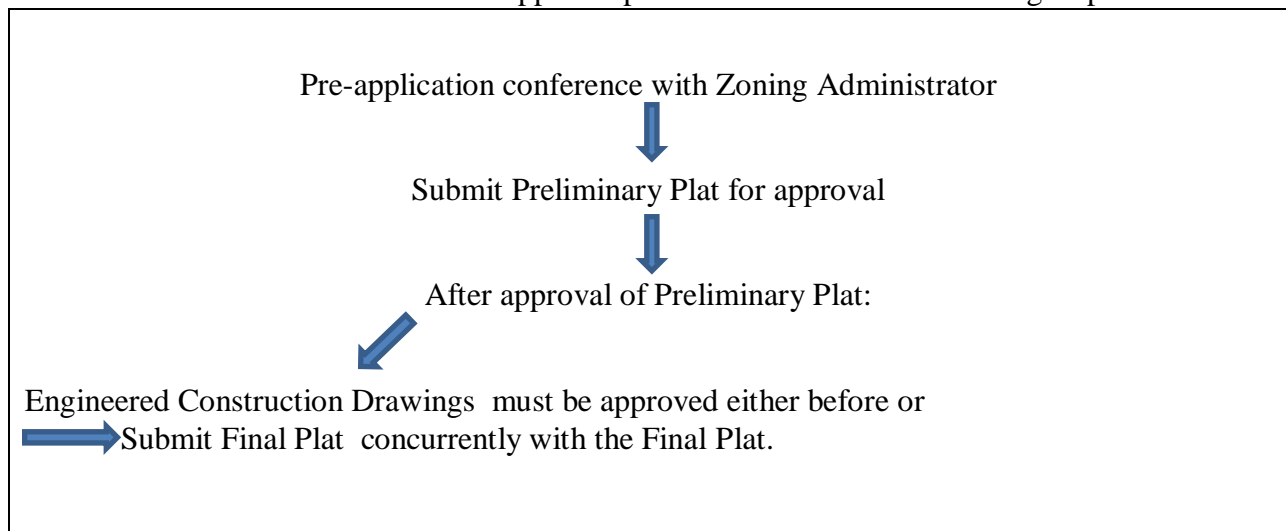 Pre-application conference with Zoning Administrator
Submit Preliminary Plat for approval
After approval of Preliminary Plat:
Engineered Construction Drawings must be approved either before or
Submit Final Plat concurrently with the Final Plat.